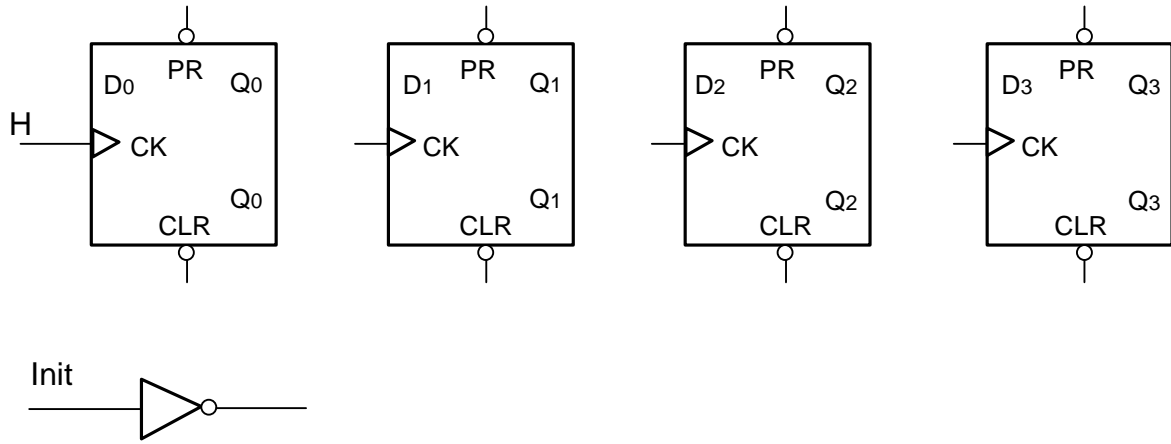 PR PR PR PR
D0 Q0 D1 Q1 D2 Q2 D3 Q3
H
CK CK CK CK
Q0 Q1 Q2 Q3
CLR CLR CLR CLR
Init